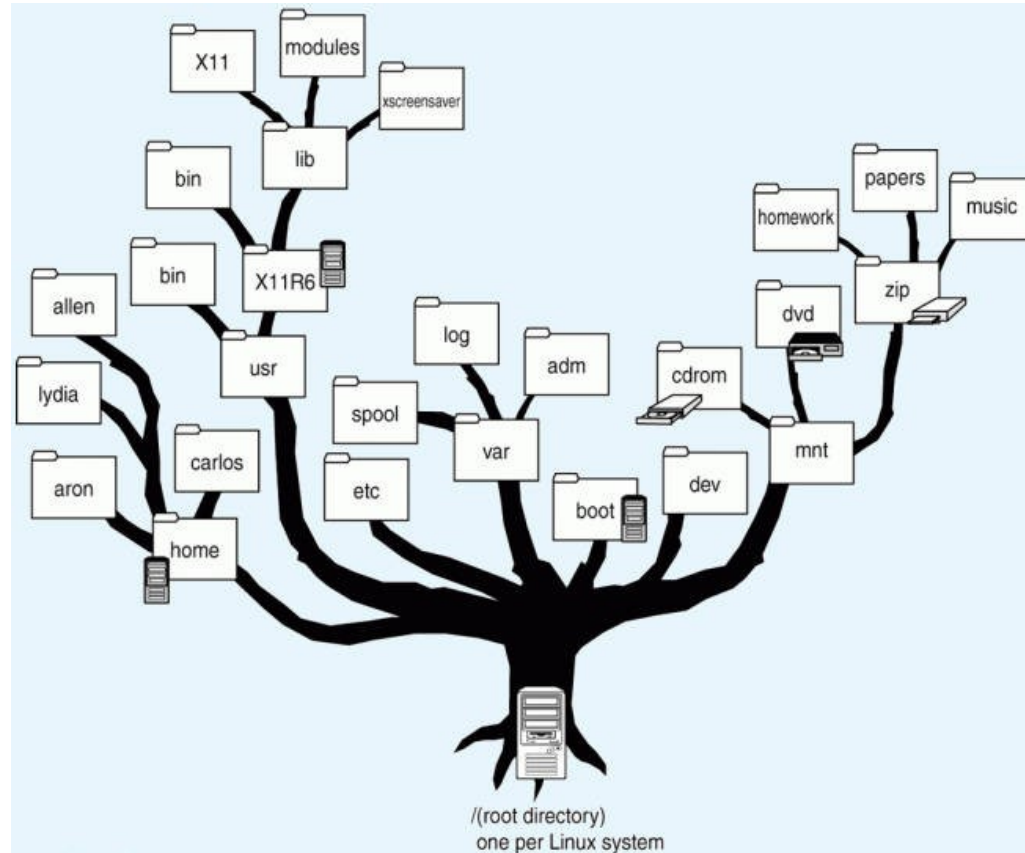 X11
modules
xscreensaver
lib
bin
papers
homework
music
bin
X11R6
zip
allen
dvd
log
adm
usr
cdrom
lydia
spool
var
mnt
carlos
aron
etc
boot
dev
home
/(root directory)
one per Linux system